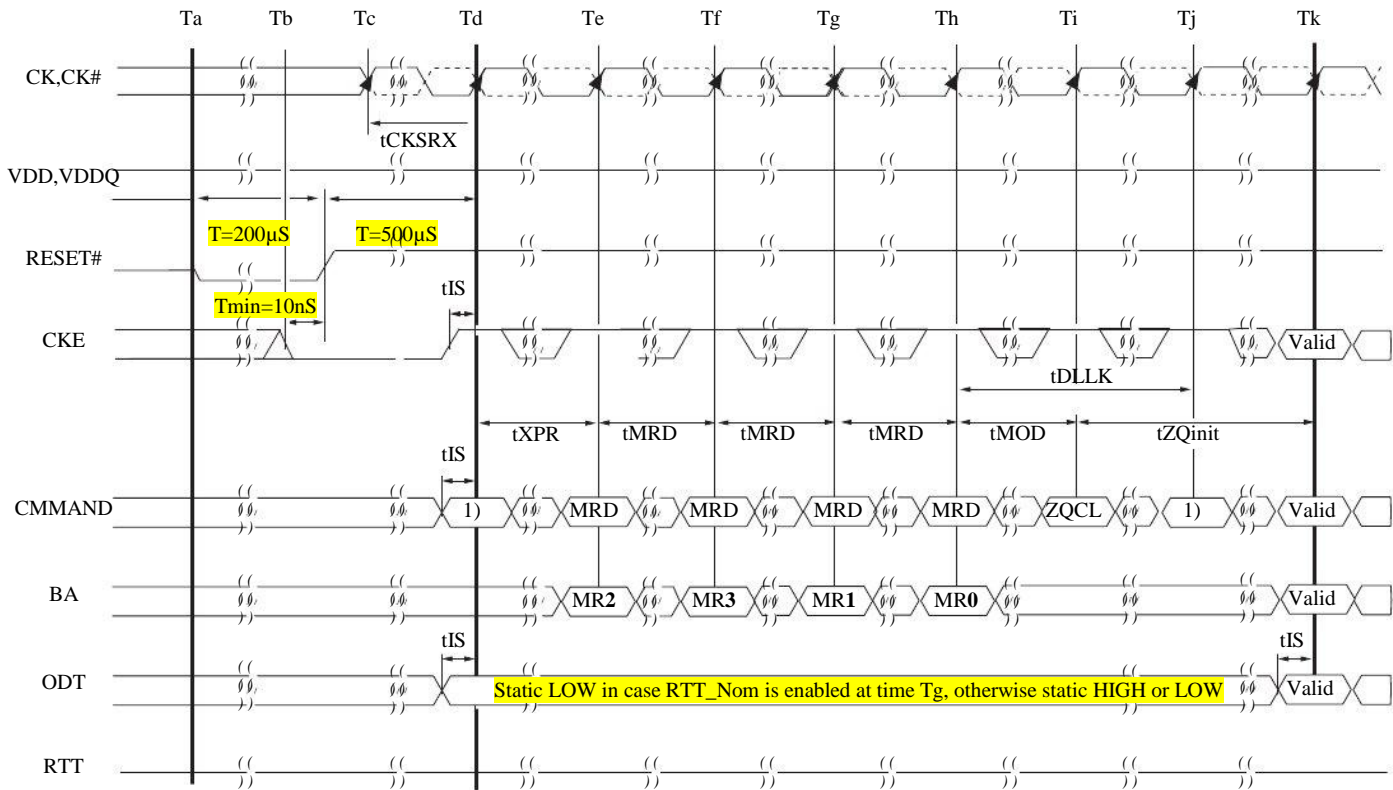 Ta Tb Tc Td Te Tf Tg Th Ti Tj Tk
CK,CK#
tCKSRX
VDD,VDDQ
T=200µS T=500µS
RESET#
Tmin=10nS tIS
CKE Valid
tDLLK
tXPR tMRD tMRD tMRD tMOD tZQinit
tIS
CMMAND 1) MRD MRD MRD MRD ZQCL 1) Valid
BA MR2 MR3 MR1 MR0 Valid
tIS tIS
ODT Static LOW in case RTT_Nom is enabled at time Tg, otherwise static HIGH or LOW Valid
RTT